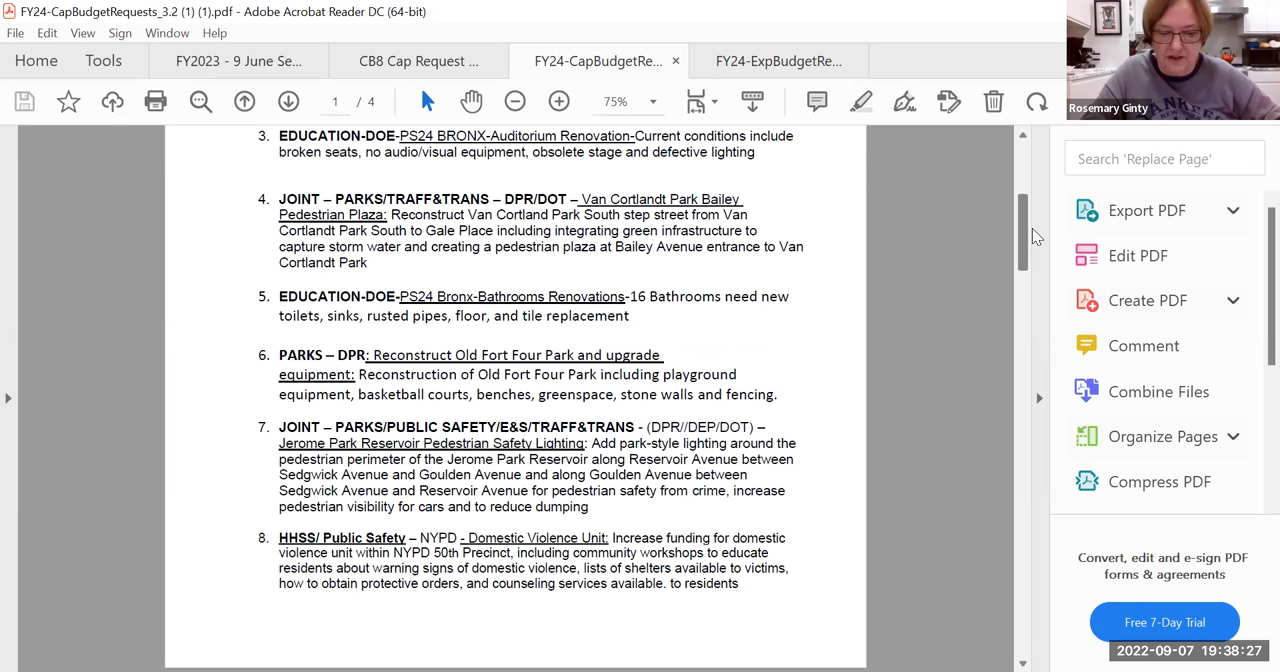 FY24-CapBudgetRequests_3.2 (1) (1).pdf - Adobe Acrobat Reader DC (64-bit)
File Edit View Sign Window Help
Home Tools FY2023 - 9 June Se... CB8 Cap Request ... FY24-CapBudgetRe... × FY24-ExpBudgetRe...
1 / 4 75%
Rosemary Ginty
3. EDUCATION-DOE-PS24 BRONX-Auditorium Renovation-Current conditions include
broken seats, no audio/visual equipment, obsolete stage and defective lighting
4. JOINT – PARKS/TRAFF&TRANS – DPR/DOT – Van Cortlandt Park Bailey
Pedestrian Plaza: Reconstruct Van Cortland Park South step street from Van
Cortlandt Park South to Gale Place including integrating green infrastructure to
capture storm water and creating a pedestrian plaza at Bailey Avenue entrance to Van
Cortlandt Park
5. EDUCATION-DOE-PS24 Bronx-Bathrooms Renovations-16 Bathrooms need new
toilets, sinks, rusted pipes, floor, and tile replacement
6. PARKS – DPR: Reconstruct Old Fort Four Park and upgrade
equipment: Reconstruction of Old Fort Four Park including playground
equipment, basketball courts, benches, greenspace, stone walls and fencing.
7. JOINT – PARKS/PUBLIC SAFETY/E&S/TRAFF&TRANS - (DPR//DEP/DOT) –
Jerome Park Reservoir Pedestrian Safety Lighting: Add park-style lighting around the
pedestrian perimeter of the Jerome Park Reservoir along Reservoir Avenue between
Sedgwick Avenue and Goulden Avenue and along Goulden Avenue between
Sedgwick Avenue and Reservoir Avenue for pedestrian safety from crime, increase
pedestrian visibility for cars and to reduce dumping
8. HHSS/ Public Safety – NYPD - Domestic Violence Unit: Increase funding for domestic
violence unit within NYPD 50th Precinct, including community workshops to educate
residents about warning signs of domestic violence, lists of shelters available to victims,
how to obtain protective orders, and counseling services available. to residents
Search 'Replace Page'
Export PDF
Edit PDF
Create PDF
Comment
Combine Files
Organize Pages
Compress PDF
Convert, edit and e-sign PDF
forms & agreements
Free 7-Day Trial
2022-09-07 19:38:27